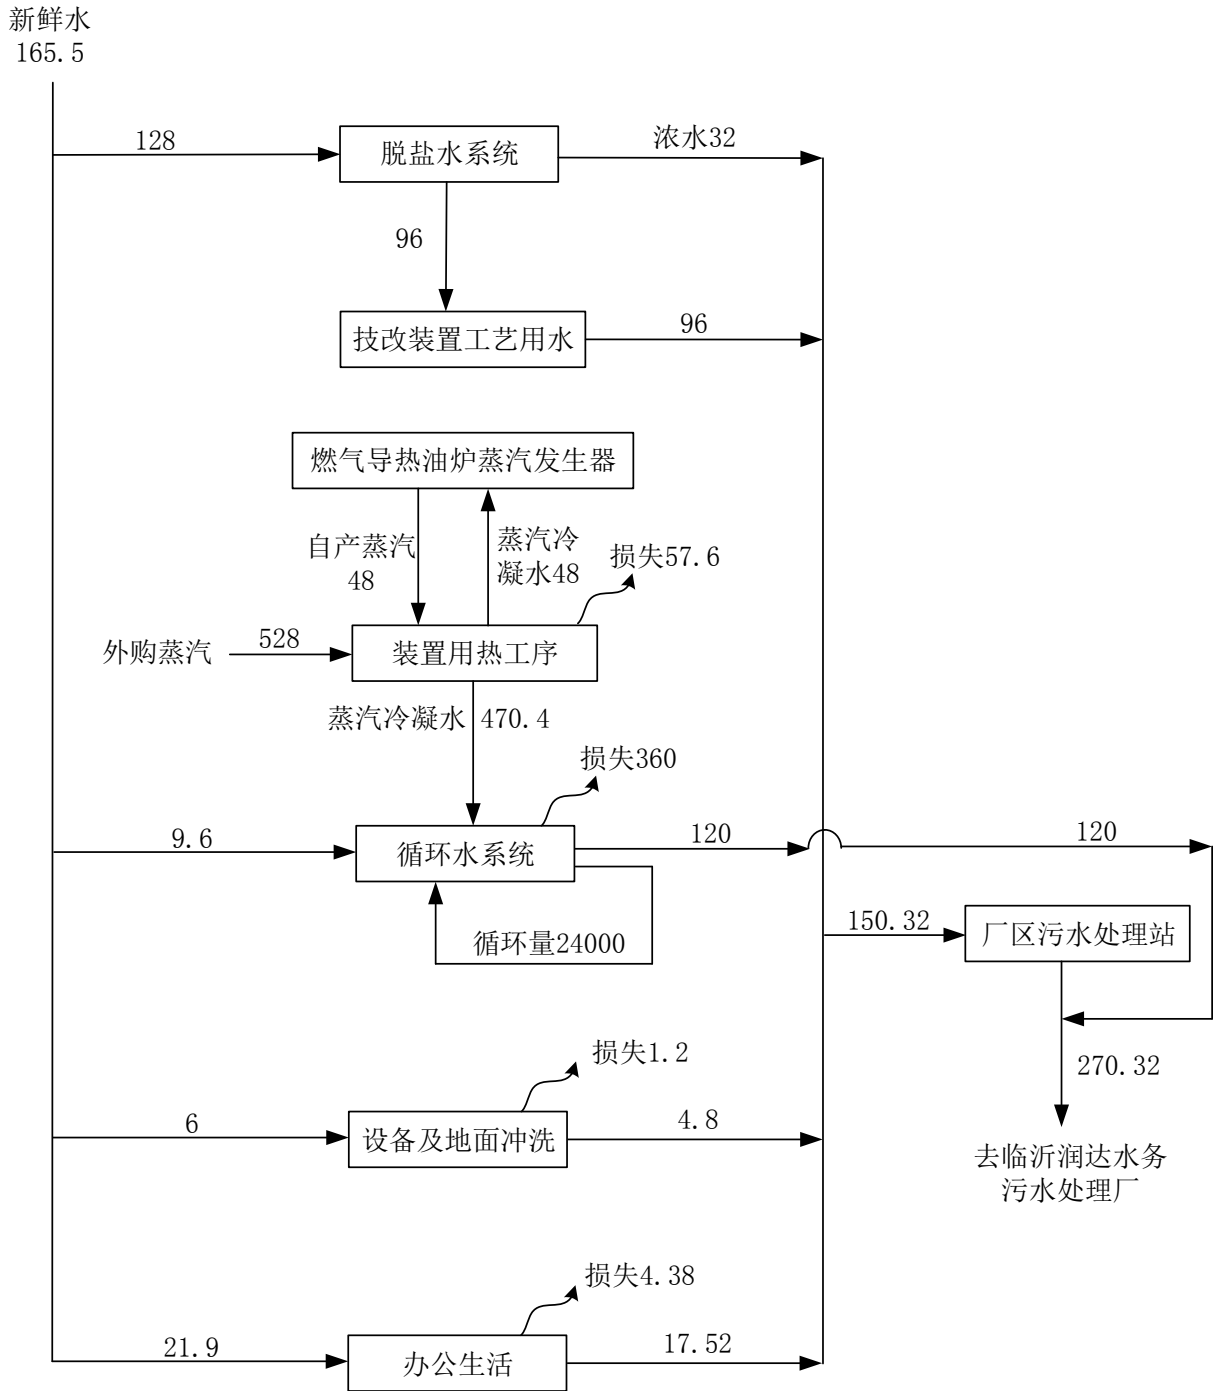 新鲜水
165.5
128
脱盐水系统
浓水32
96
技改装置工艺用水
96
燃气导热油炉蒸汽发生器
自产蒸汽
48
蒸汽冷
凝水48
损失57.6
外购蒸汽
528
装置用热工序
蒸汽冷凝水
470.4
损失360
9.6
循环水系统
120
120
循环量24000
150.32
厂区污水处理站
270.32
去临沂润达水务
污水处理厂
损失1.2
6
设备及地面冲洗
4.8
损失4.38
21.9
办公生活
17.52